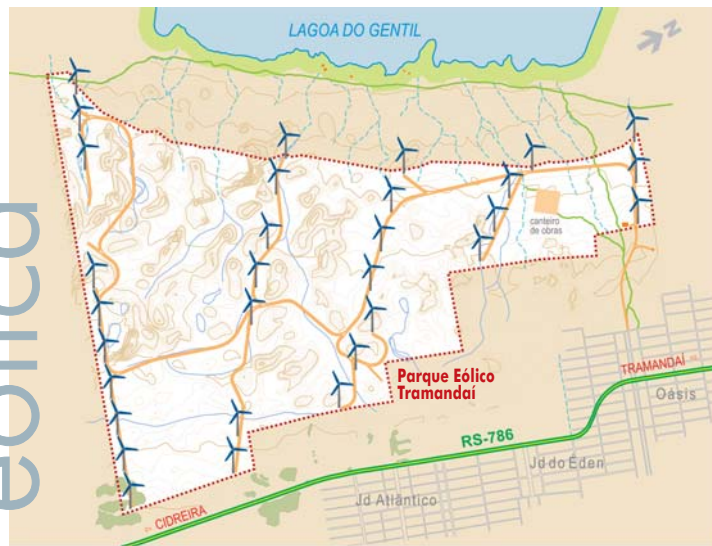 LAGOA DO GENTIL
Z
canteiro
de obras
eólica
Parque Eólico
Tramandaí
TRAMANDAÍ
Oásis
RS-786
Jd do Éden
Jd Atlântico
CIDREIRA